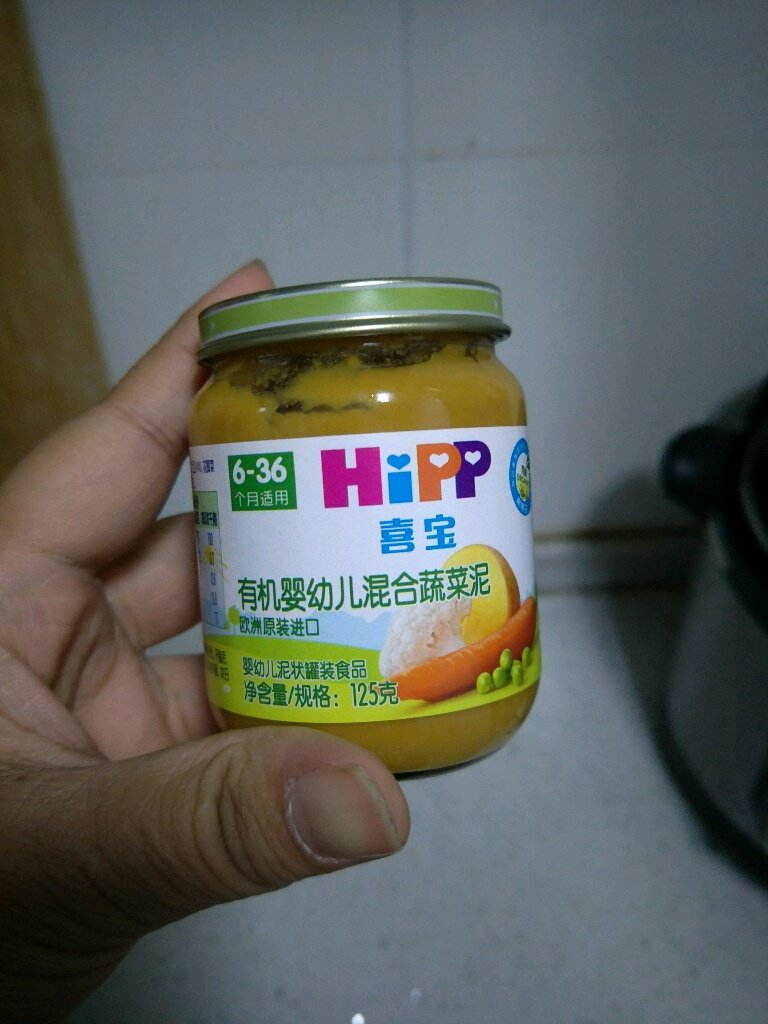 6-36
个月适用
HiPP
喜宝
有机婴幼儿混合蔬菜泥
欧洲原装进口
婴幼儿泥状罐装食品
净含量/规格：125克